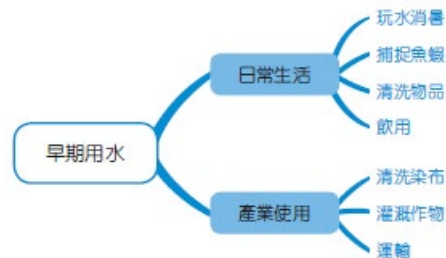 早期用水
日常生活
玩水消暑
捕捉魚蝦
清洗物品
飲用
產業使用
清洗染布
灌溉作物
運輸